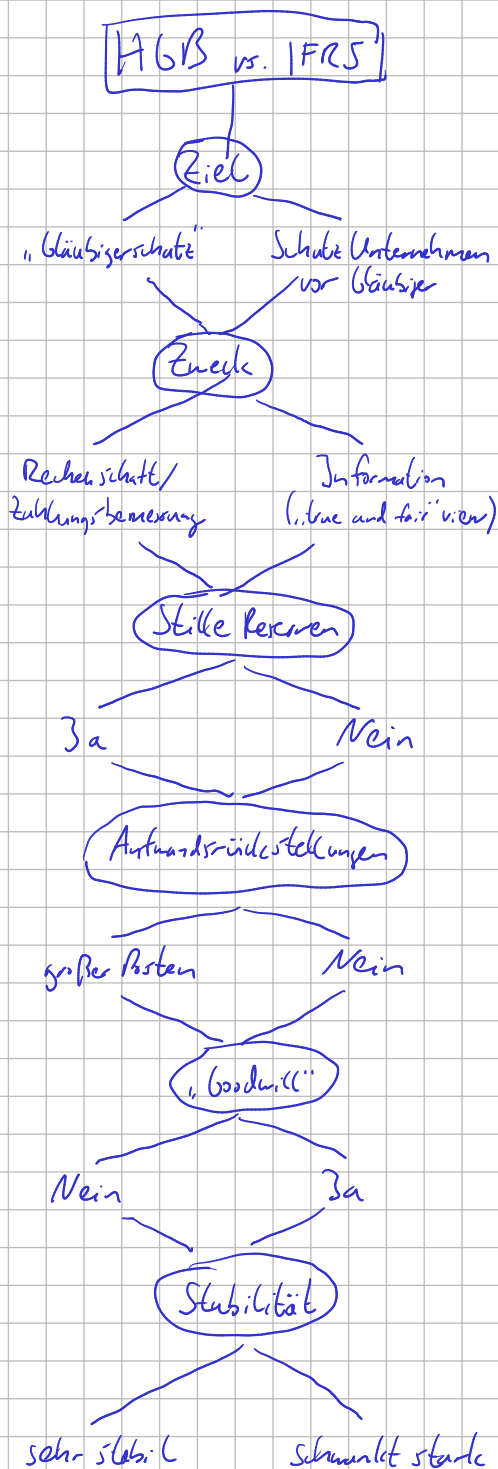 HGB vs. IFRS
Ziel
„Gläubigerschutz"
Schutz Unternehmen
vor Gläubiger
Zweck
Rechenschaft/
Zahlungsbemessung
Information
(„true and fair" view)
Stille Reserven
Ja
Nein
Aufwandsrückstellungen
großer Posten
Nein
„Goodwill"
Nein
Ja
Stabilität
sehr stabil
schwankt stark